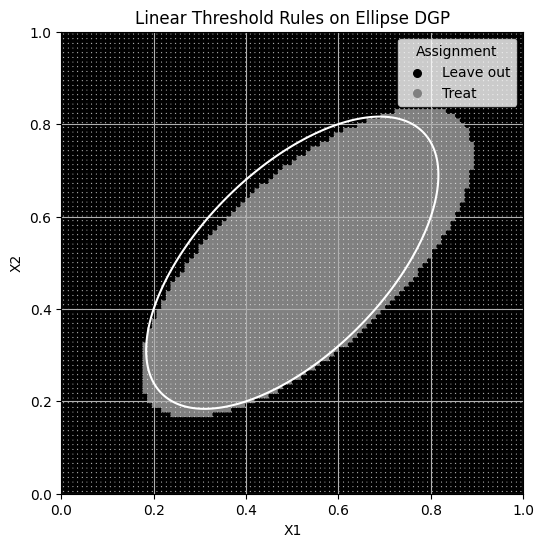 Linear Threshold Rules on Ellipse DGP
Assignment
Leave out
Treat
X2
1.0
0.8
0.6
0.4
0.2
0.0
0.0 0.2 0.4 0.6 0.8 1.0
X1